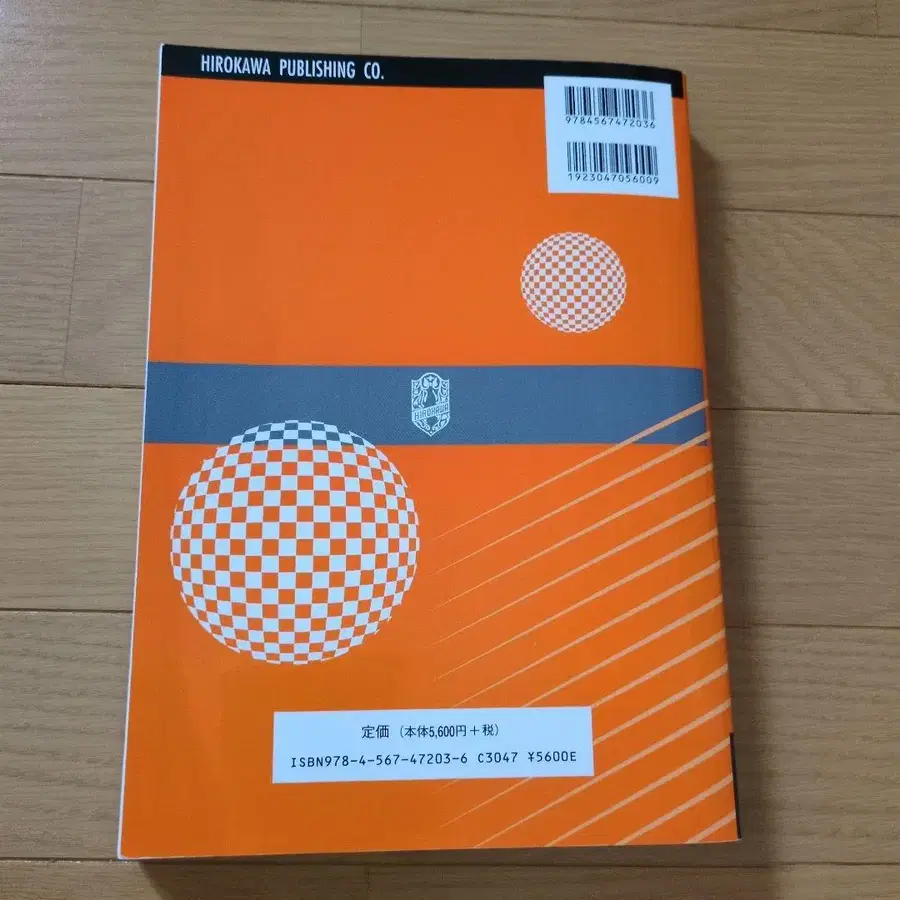 HIROKAWA PUBLISHING CO.
9784567472036
1923047056009
HIROKAWA
定価（本体5,600円＋税）
ISBN978-4-567-47203-6 C3047 ¥5600E